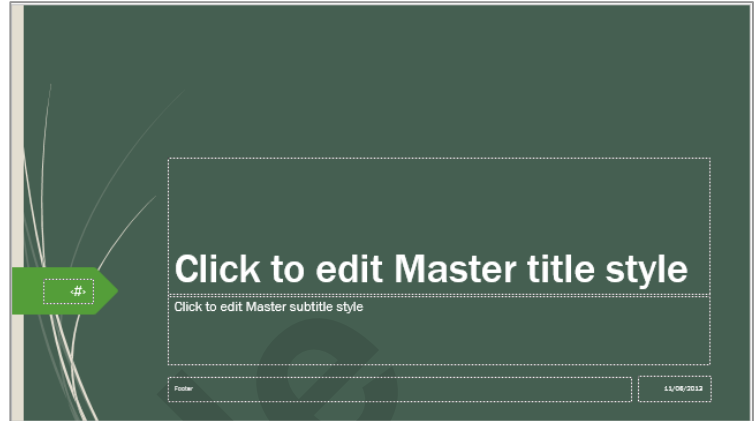 Click to edit Master title style
‹#›
Click to edit Master subtitle style
Footer
11/08/2013